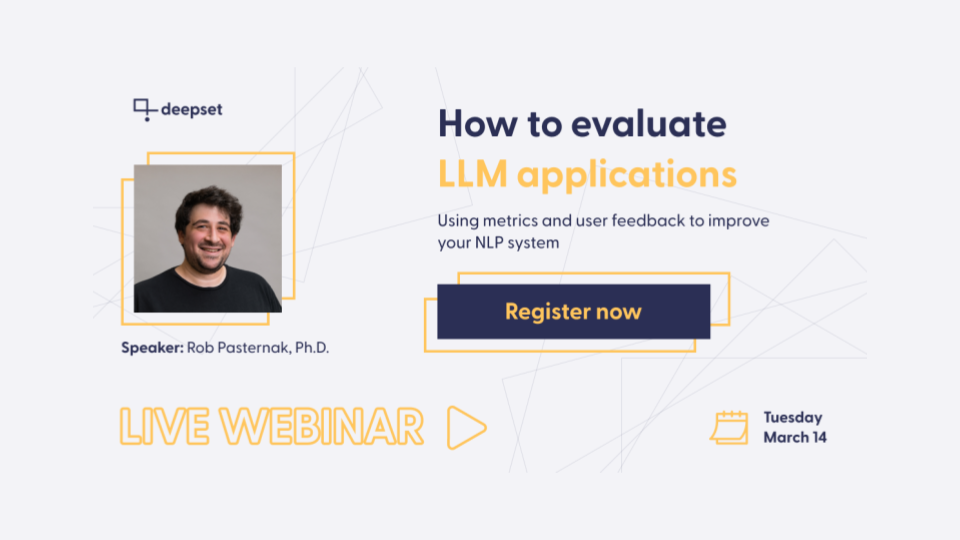 deepset
How to evaluate
LLM applications
Using metrics and user feedback to improve
your NLP system
Register now
Speaker: Rob Pasternak, Ph.D.
LIVE WEBINAR
Tuesday
March 14